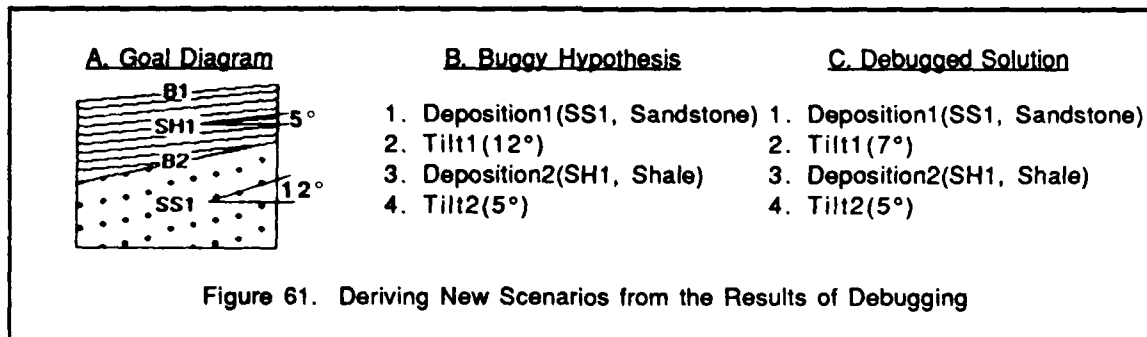 A. Goal Diagram
B1
SH1
5°
B2
SS1
12°
B. Buggy Hypothesis
1. Deposition1(SS1, Sandstone)
2. Tilt1(12°)
3. Deposition2(SH1, Shale)
4. Tilt2(5°)
C. Debugged Solution
1. Deposition1(SS1, Sandstone)
2. Tilt1(7°)
3. Deposition2(SH1, Shale)
4. Tilt2(5°)
Figure 61. Deriving New Scenarios from the Results of Debugging